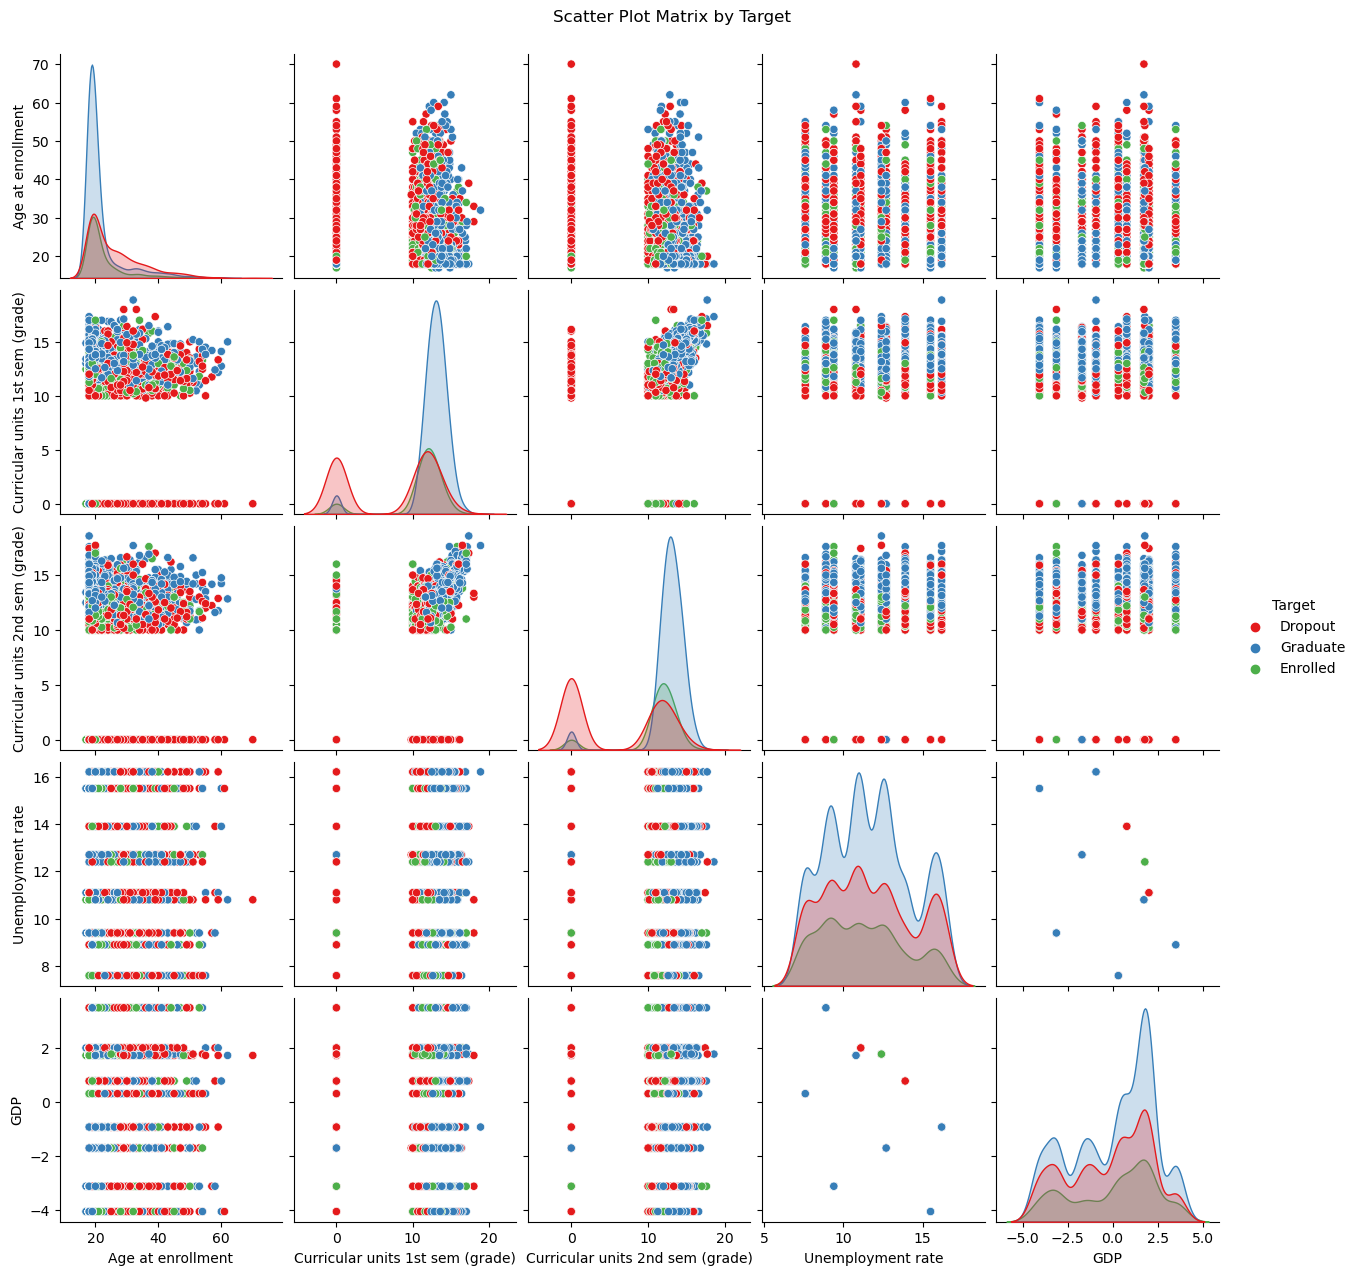 Scatter Plot Matrix by Target
Age at enrollment
70
60
50
40
30
20
Curricular units 1st sem (grade)
15
10
5
0
Curricular units 2nd sem (grade)
15
10
5
0
Unemployment rate
16
14
12
10
8
GDP
2
0
−2
−4
20 40 60
0 10 20
0 10 20
5 10 15
−5.0 −2.5 0.0 2.5 5.0
Age at enrollment
Curricular units 1st sem (grade)
Curricular units 2nd sem (grade)
Unemployment rate
GDP
Target
Dropout
Graduate
Enrolled